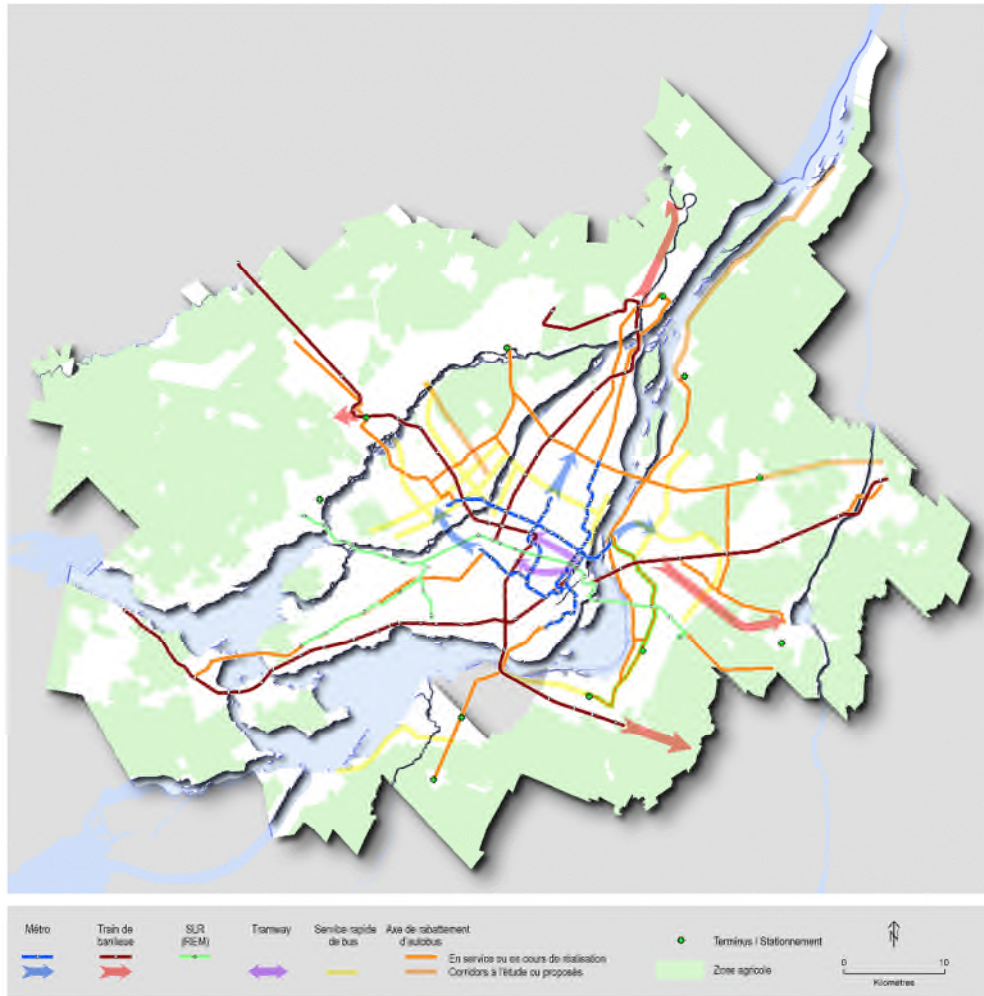 Métro
Train de
banlieue
SLR
(REM)
Tramway
Service rapide
de bus
Axe de rabattement
d'autobus
En service ou en cours de réalisation
Corridors à l'étude ou proposés
Terminus / Stationnement
Zone agricole
N
0 10
Kilomètres